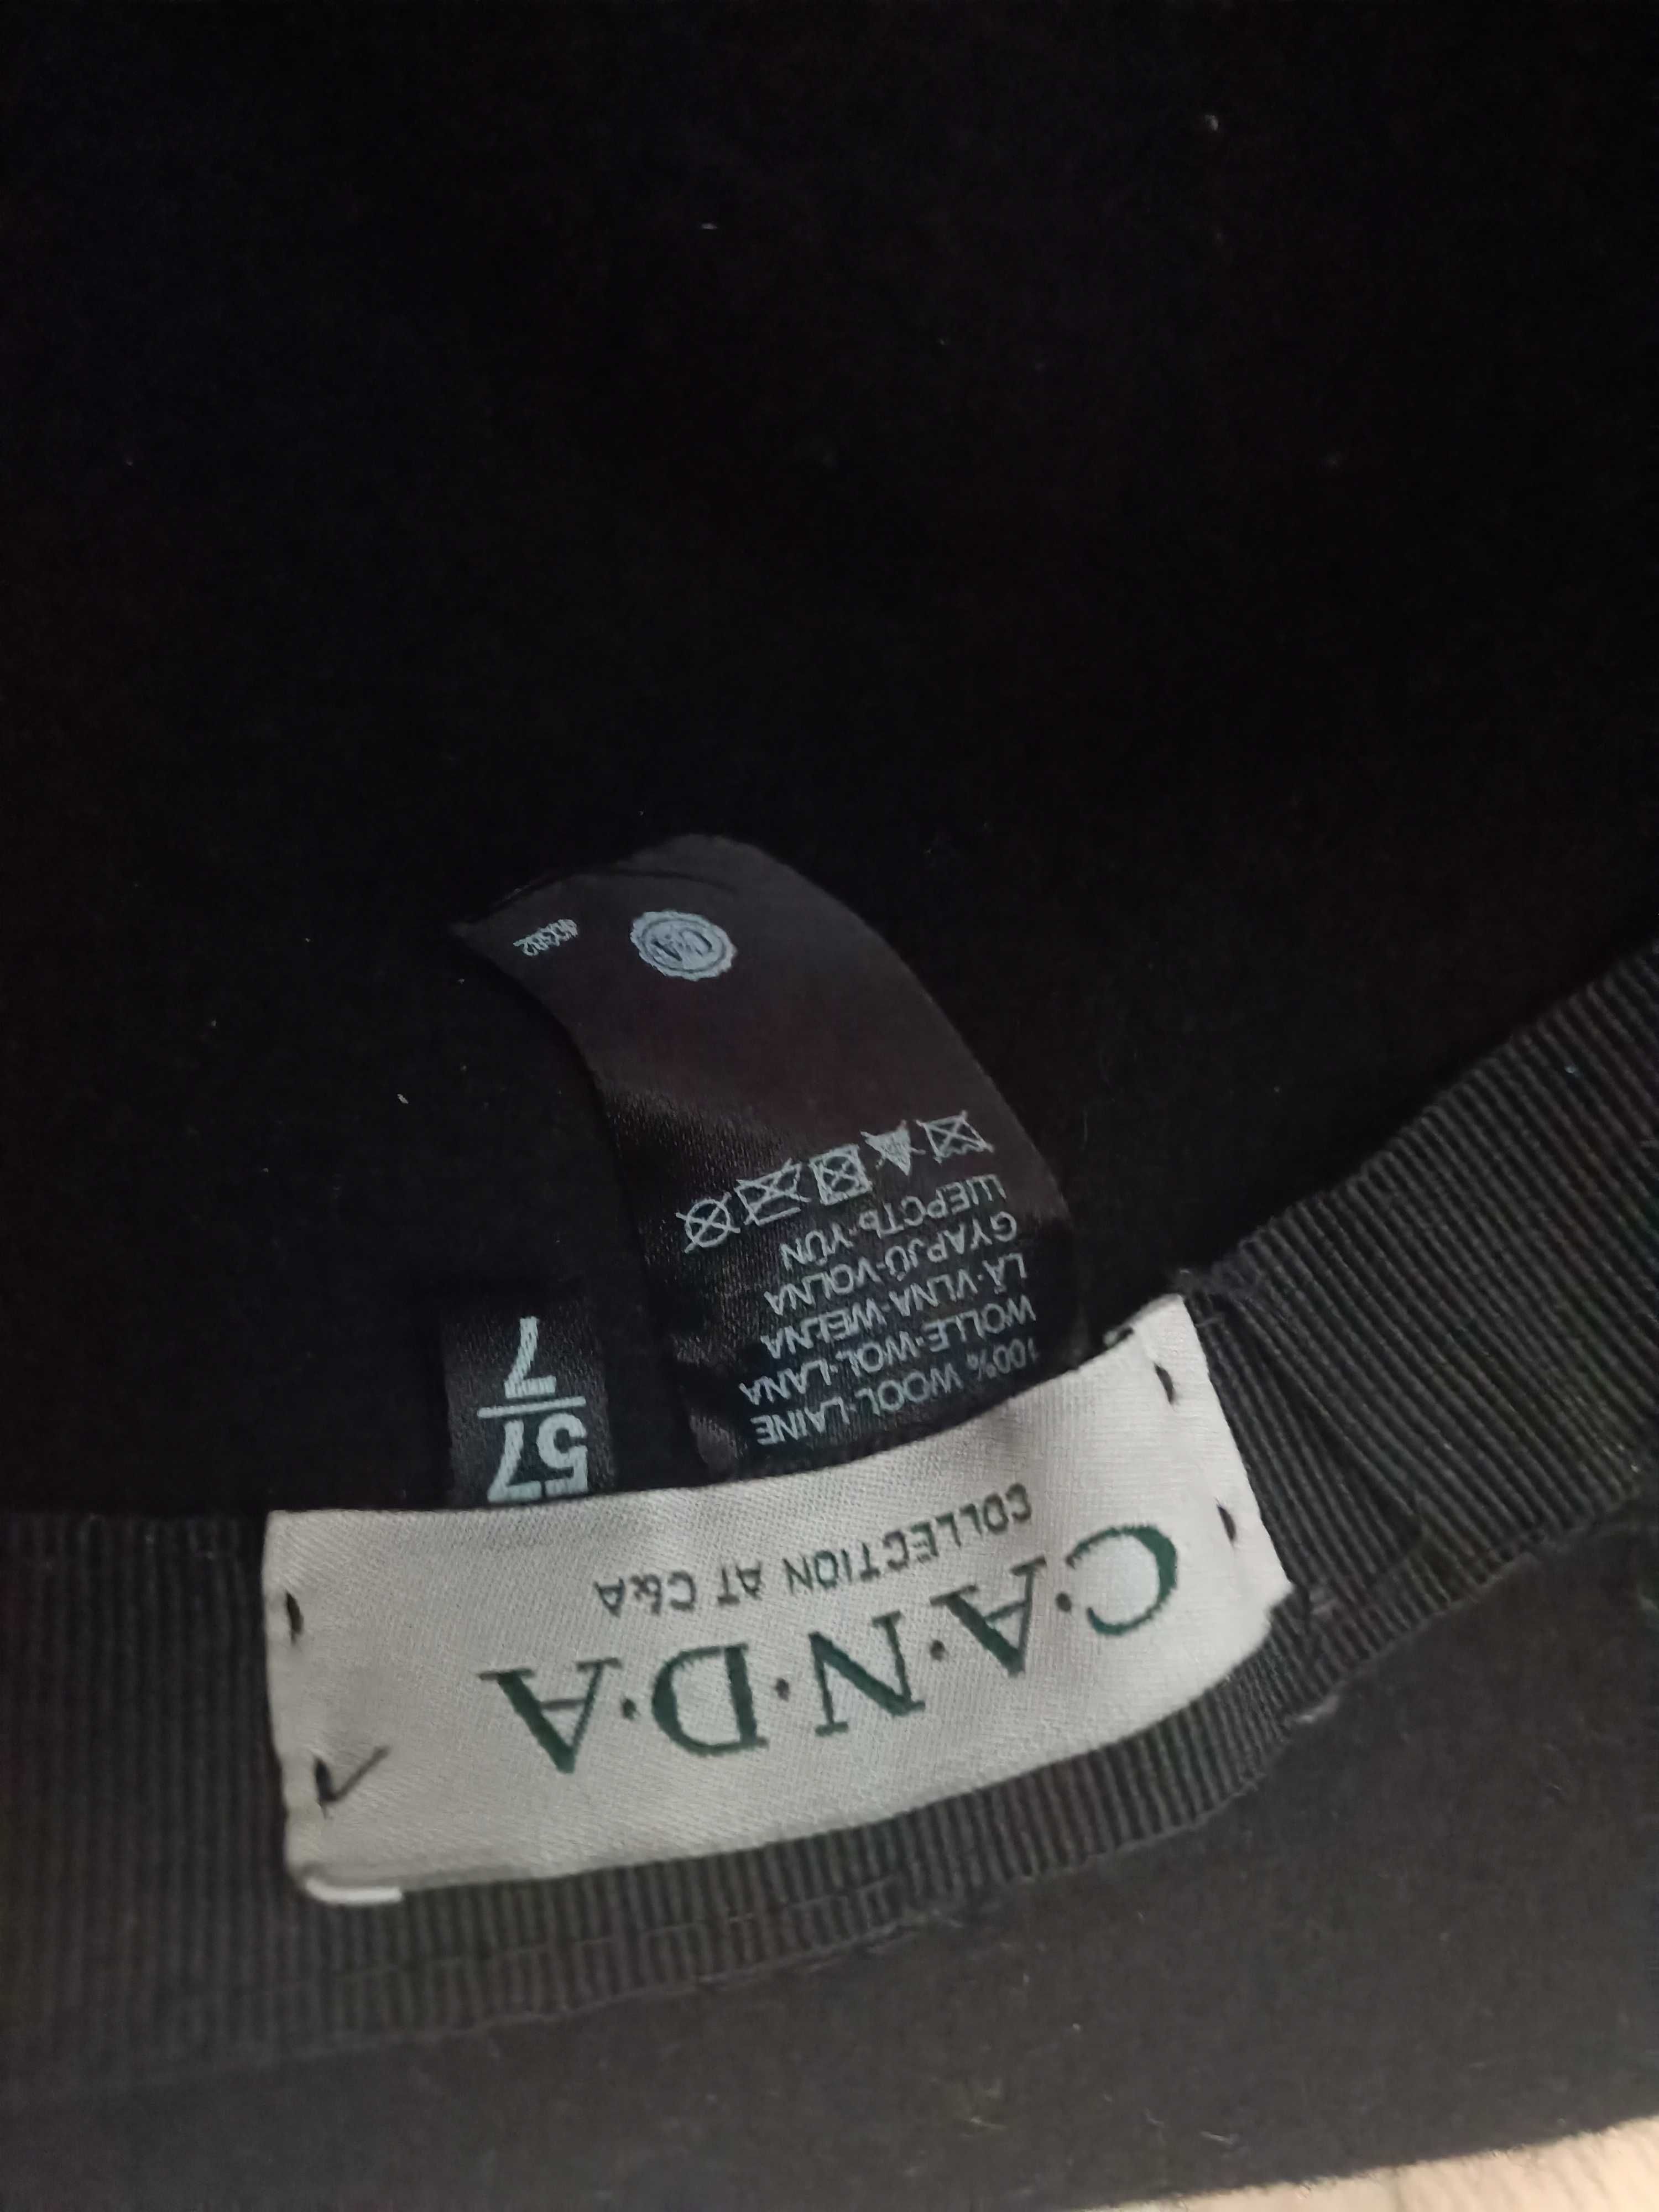 C·A·N·D·A
COLLECTION AT C&A
57
7
100% WOOL·LAINE
WOLLE·WOL·LANA
LÃ·VLNA·WEŁNA
GYAPJÚ·VOLNA
ШЕРСТЬ·YÜN
C&A